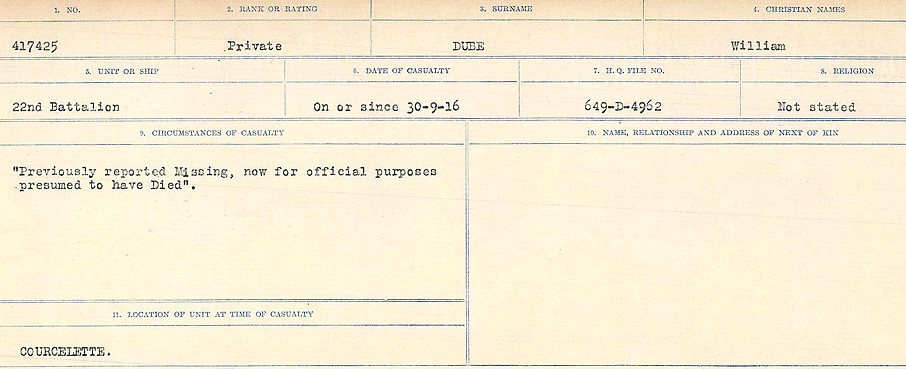 1. NO. 2. RANK OR RATING 3. SURNAME 4. CHRISTIAN NAMES
417425 Private DUBE William
5. UNIT OR SHIP 6. DATE OF CASUALTY 7. H.Q. FILE NO. 8. RELIGION
22nd Battalion On or since 30-9-16 649-D-4962 Not stated
9. CIRCUMSTANCES OF CASUALTY 10. NAME, RELATIONSHIP AND ADDRESS OF NEXT OF KIN
"Previously reported Missing, now for official purposes
presumed to have Died".
11. LOCATION OF UNIT AT TIME OF CASUALTY
COURCELETTE.